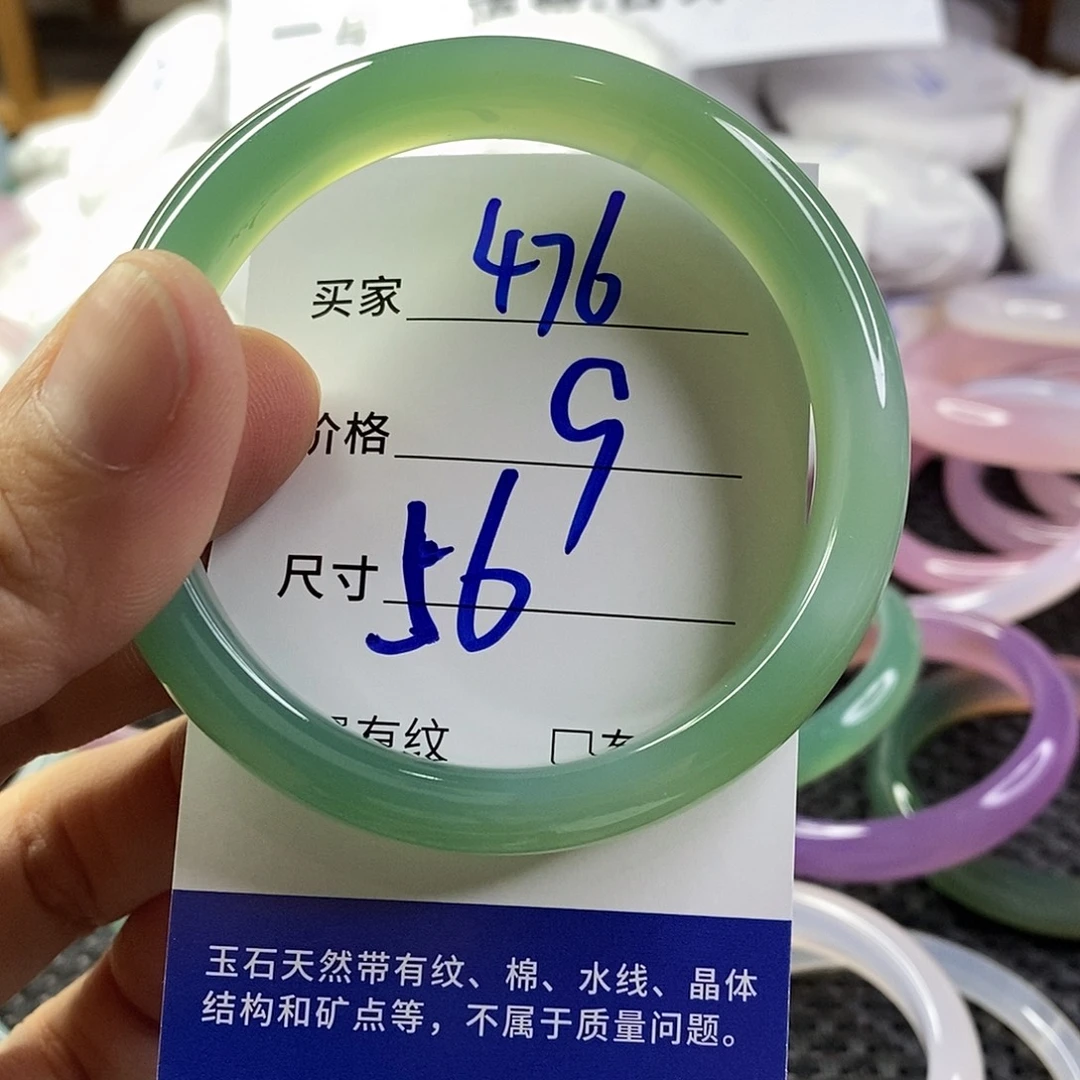 买家 476
价格 9
尺寸 56
有纹
玉石天然带有纹、棉、水线、晶体
结构和矿点等，不属于质量问题。